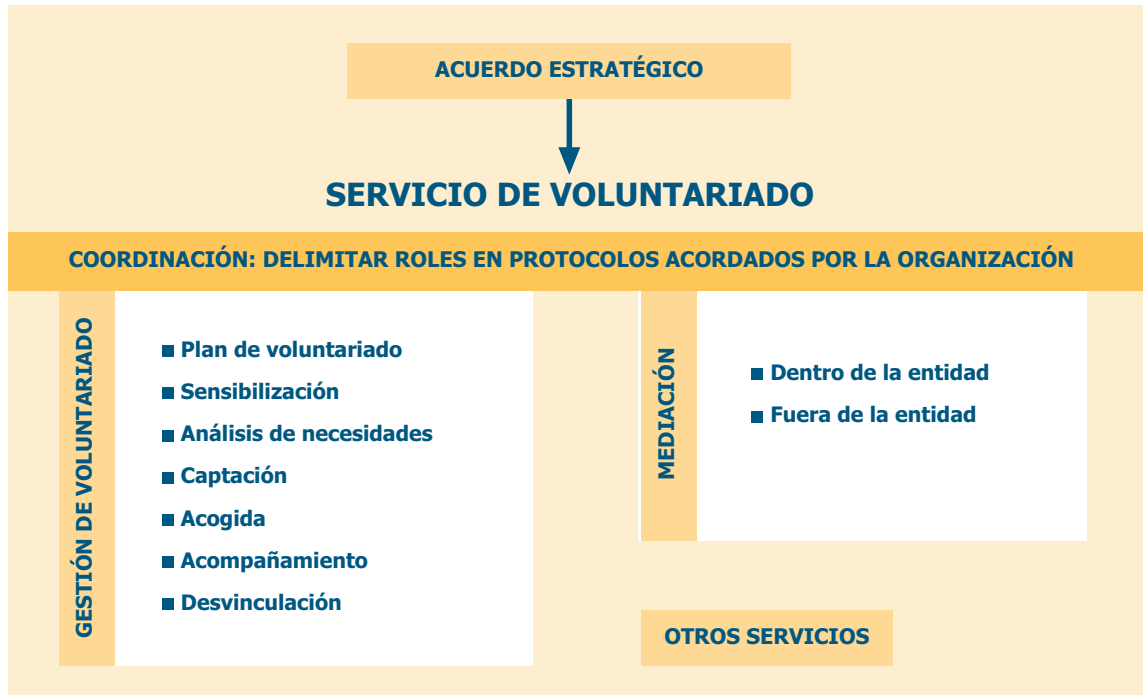 ACUERDO ESTRATÉGICO
SERVICIO DE VOLUNTARIADO
COORDINACIÓN: DELIMITAR ROLES EN PROTOCOLOS ACORDADOS POR LA ORGANIZACIÓN
GESTIÓN DE VOLUNTARIADO
Plan de voluntariado
Sensibilización
Análisis de necesidades
Captación
Acogida
Acompañamiento
Desvinculación
MEDIACIÓN
Dentro de la entidad
Fuera de la entidad
OTROS SERVICIOS